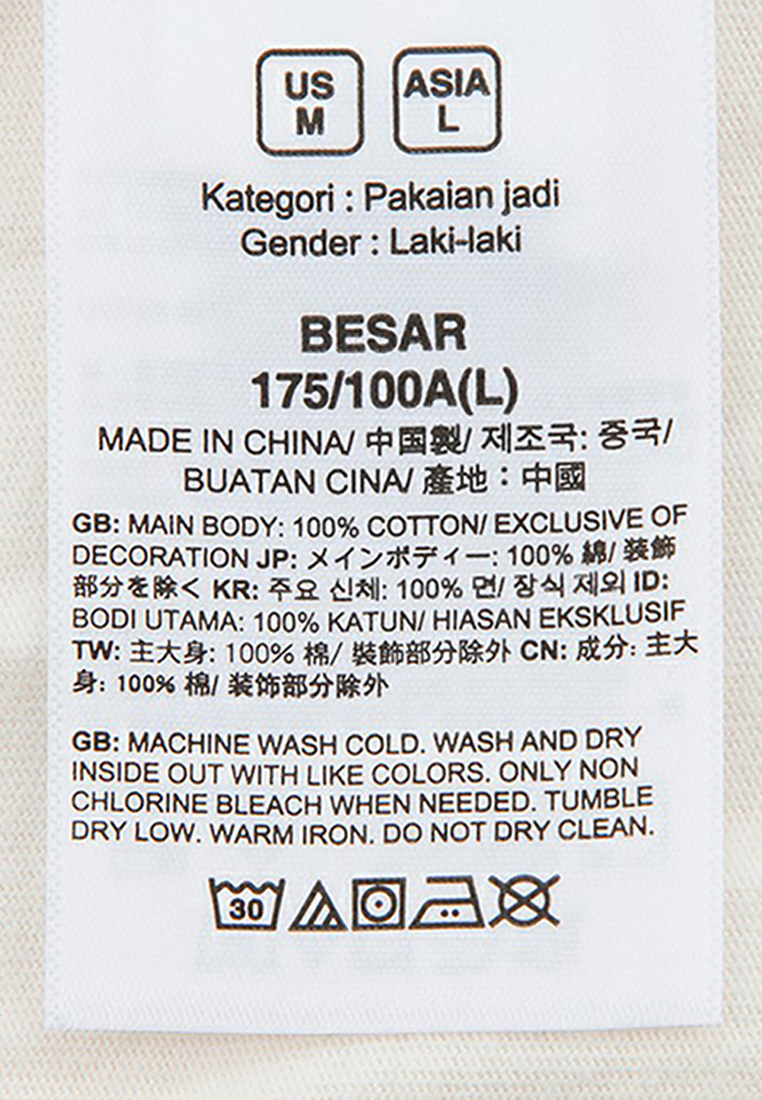 US
M
ASIA
L
Kategori : Pakaian jadi
Gender : Laki-laki
BESAR
175/100A(L)
MADE IN CHINA/ 中国製/ 제조국: 중국/
BUATAN CINA/ 產地：中國
GB: MAIN BODY: 100% COTTON/ EXCLUSIVE OF
DECORATION JP: メインボディー: 100% 綿/ 装飾
部分を除く KR: 주요 신체: 100% 면/ 장식 제외 ID:
BODI UTAMA: 100% KATUN/ HIASAN EKSKLUSIF
TW: 主大身: 100% 棉/ 裝飾部分除外 CN: 成分: 主大
身: 100% 棉/ 装饰部分除外
GB: MACHINE WASH COLD. WASH AND DRY
INSIDE OUT WITH LIKE COLORS. ONLY NON
CHLORINE BLEACH WHEN NEEDED. TUMBLE
DRY LOW. WARM IRON. DO NOT DRY CLEAN.
30